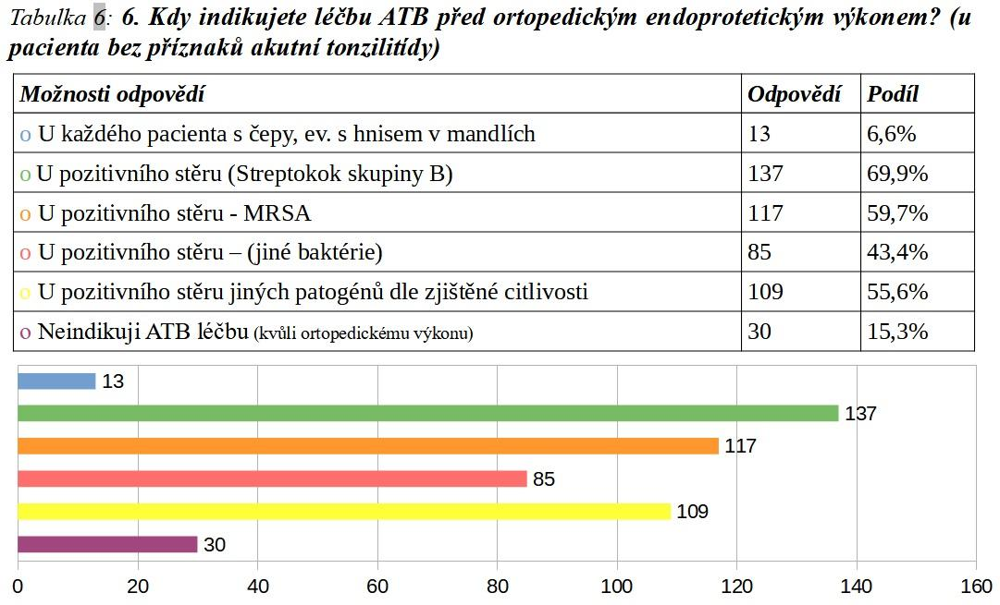 Tabulka 6: 6. Kdy indikujete léčbu ATB před ortopedickým endoprotetickým výkonem? (u
pacienta bez příznaků akutní tonzilitídy)
Možnosti odpovědí Odpovědí Podíl
o U každého pacienta s čepy, ev. s hnisem v mandlích 13 6,6%
o U pozitivního stěru (Streptokok skupiny B) 137 69,9%
o U pozitivního stěru - MRSA 117 59,7%
o U pozitivního stěru – (jiné baktérie) 85 43,4%
o U pozitivního stěru jiných patogénů dle zjištěné citlivosti 109 55,6%
o Neindikuji ATB léčbu (kvůli ortopedickému výkonu) 30 15,3%
13
137
117
85
109
30
0 20 40 60 80 100 120 140 160